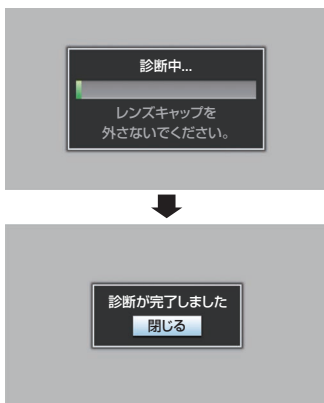 診断中...
レンズキャップを
外さないでください。
診断が完了しました
閉じる